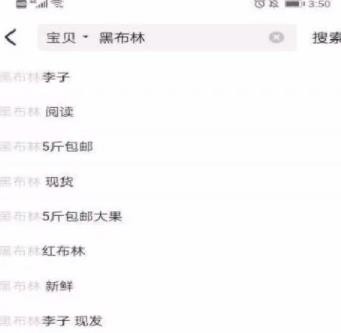 3:50
宝贝 黑布林 搜索
黑布林李子
黑布林 阅读
黑布林5斤包邮
黑布林 现货
黑布林5斤包邮大果
黑布林红布林
黑布林 新鲜
黑布林李子 现发